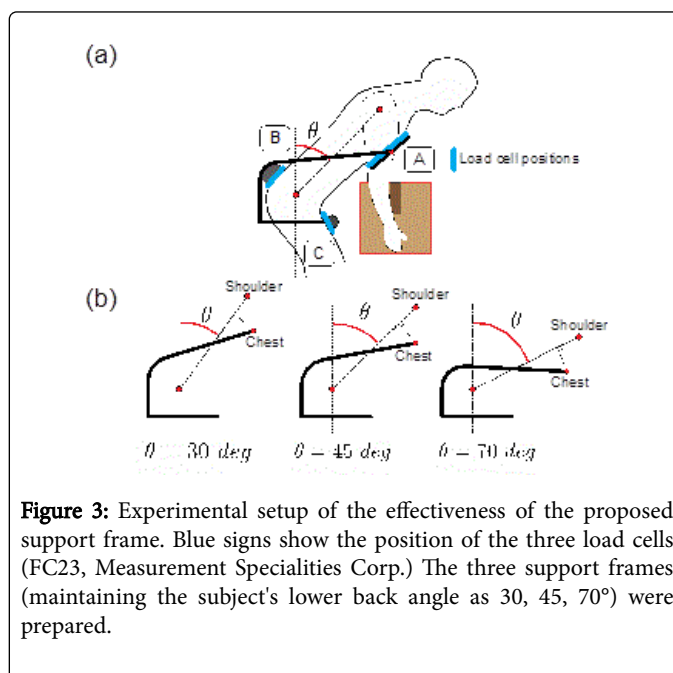 (a)
B
θ
A
Load cell positions
C
(b)
Shoulder
θ
Chest
Shoulder
θ
Chest
Shoulder
θ
Chest
θ = 30 deg
θ = 45 deg
θ = 70 deg
Figure 3: Experimental setup of the effectiveness of the proposed
support frame. Blue signs show the position of the three load cells
(FC23, Measurement Specialities Corp.) The three support frames
(maintaining the subject's lower back angle as 30, 45, 70°) were
prepared.